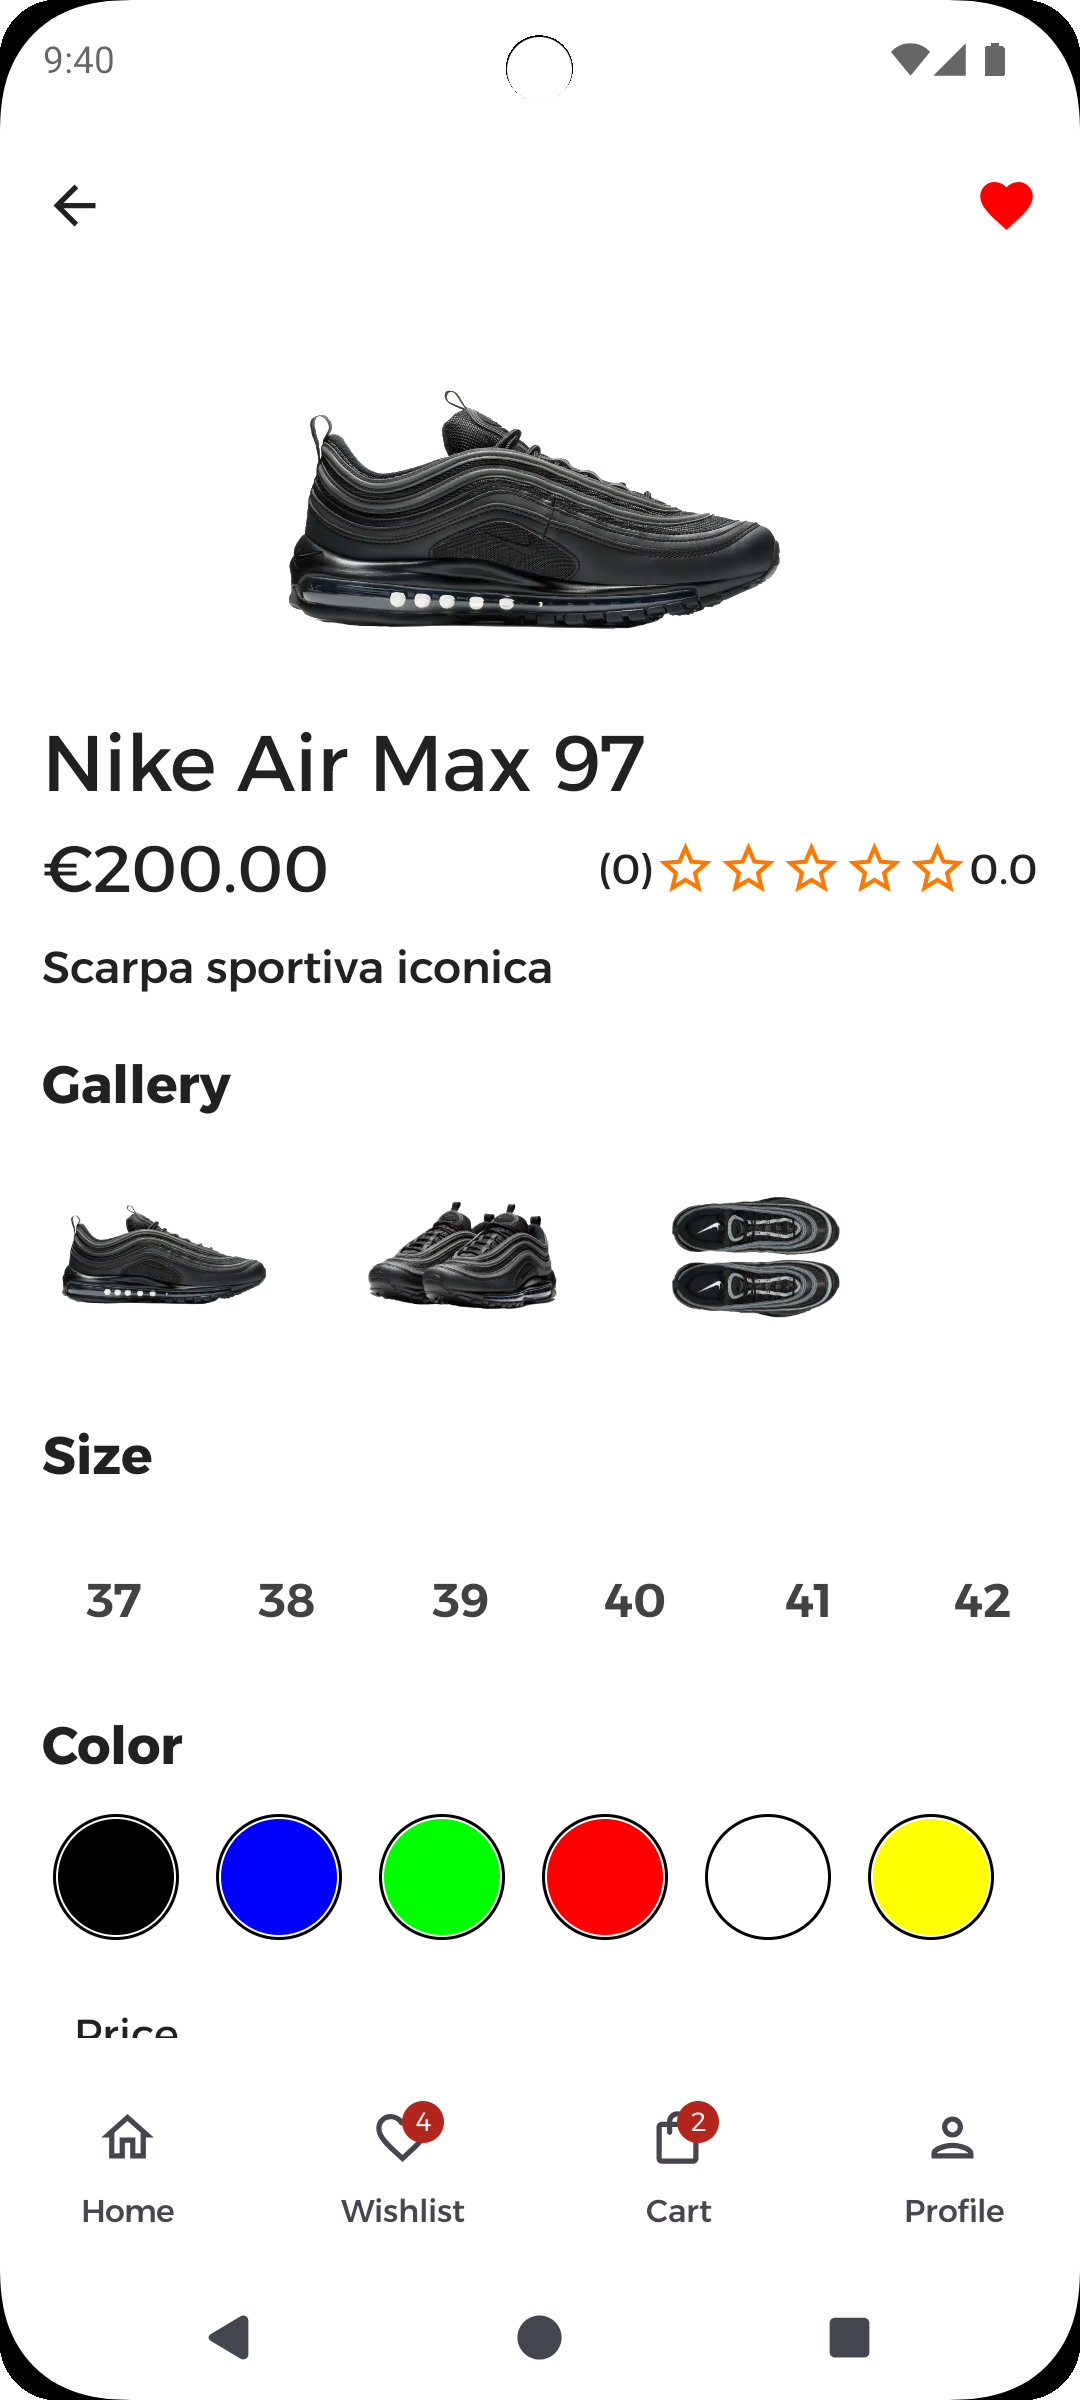 9:40
Nike Air Max 97
€200.00 (0) 0.0
Scarpa sportiva iconica
Gallery
Size
37 38 39 40 41 42
Color
Price
4 2
Home Wishlist Cart Profile